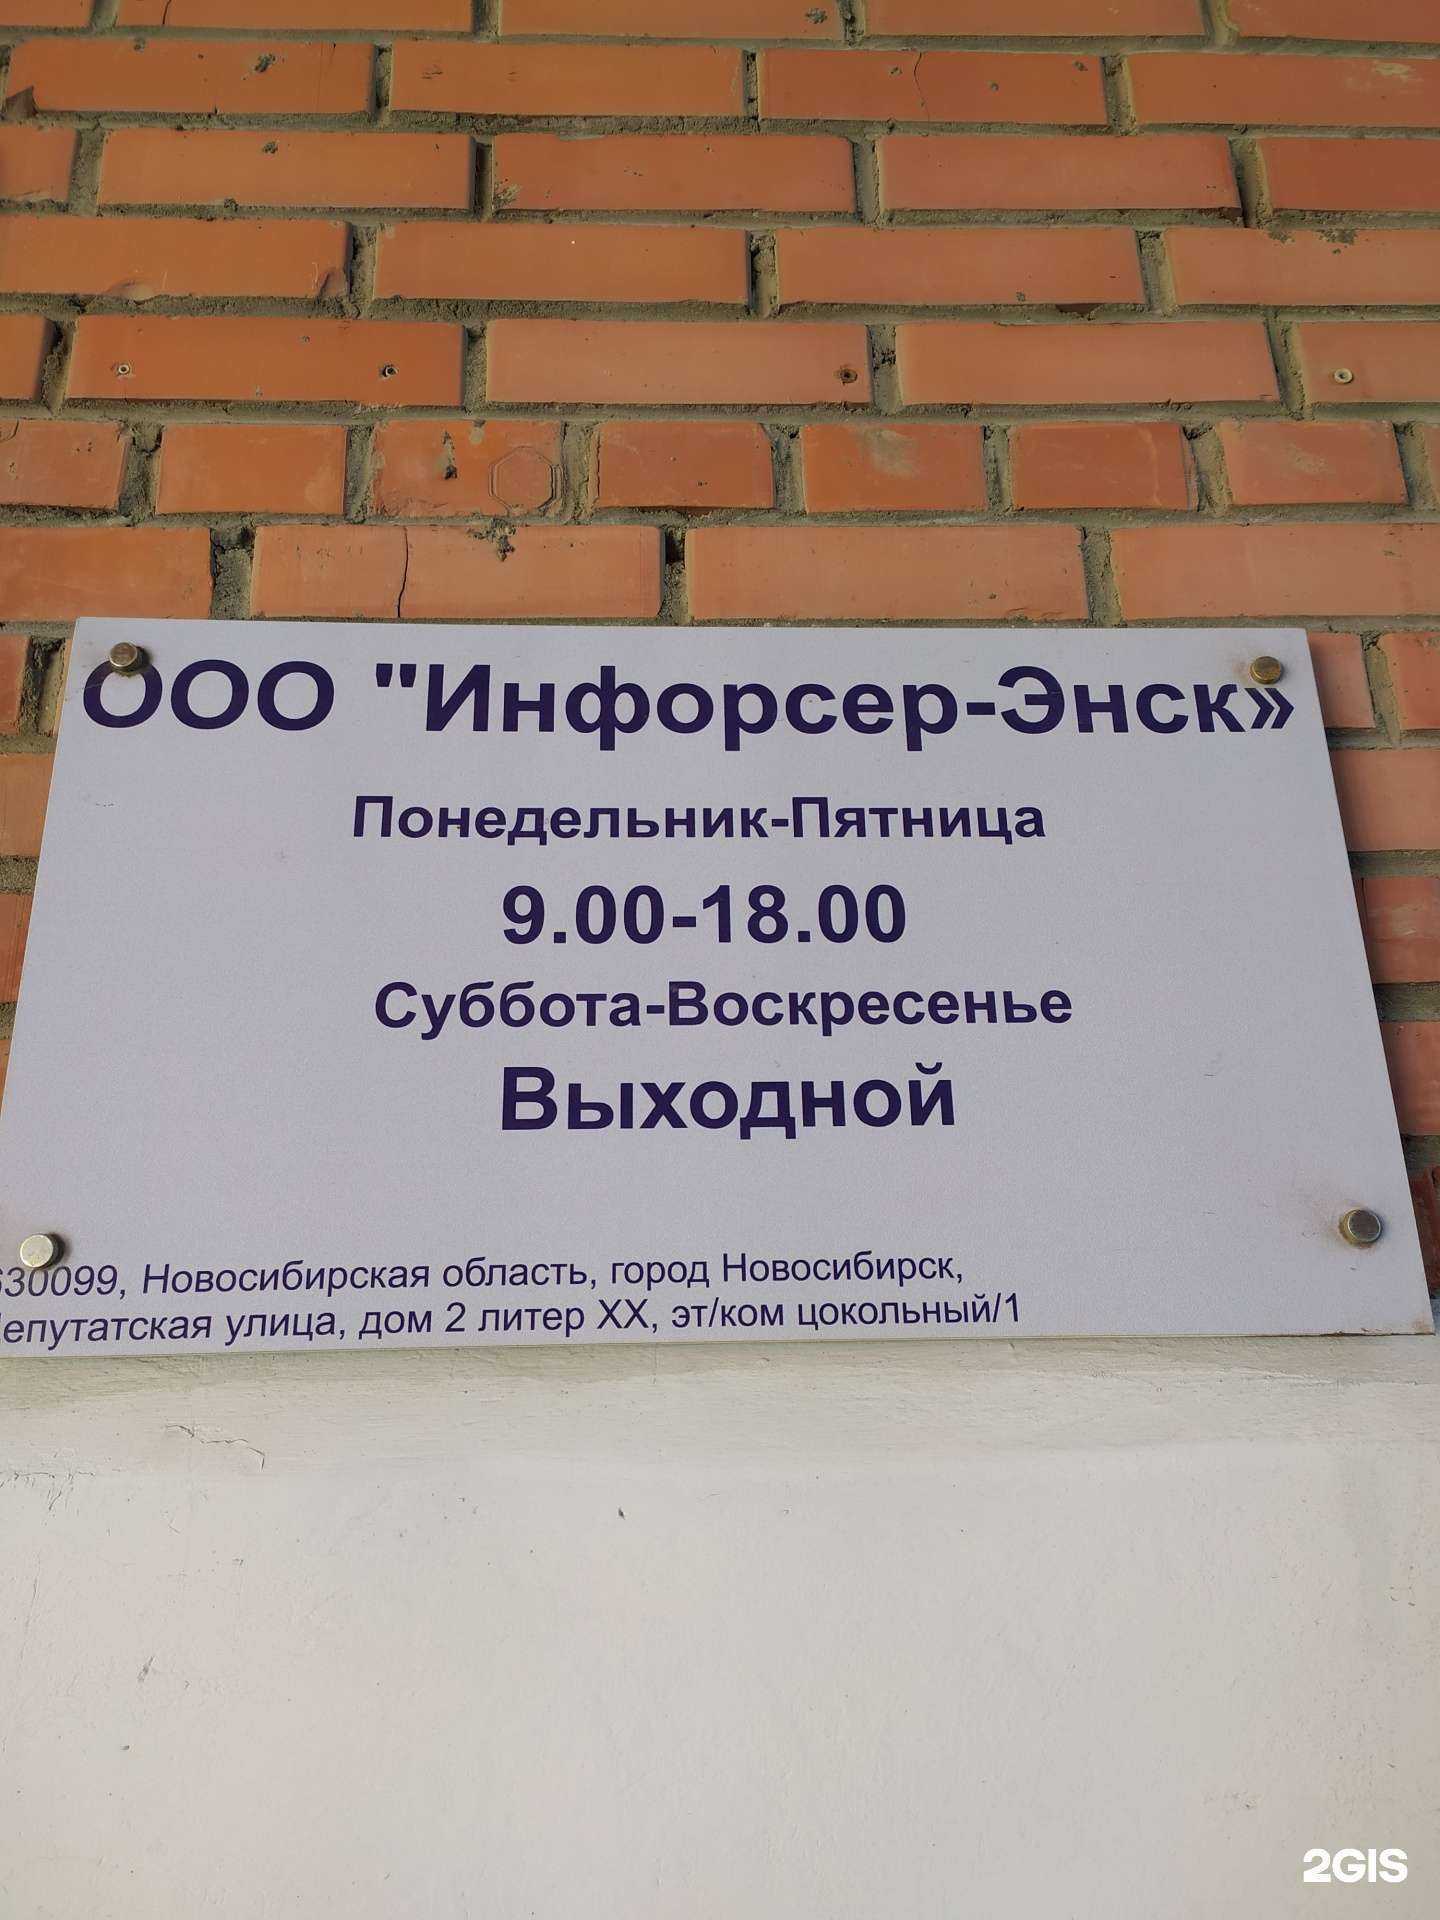 ООО "Инфорсер-Энск»
Понедельник-Пятница
9.00-18.00
Суббота-Воскресенье
Выходной
630099, Новосибирская область, город Новосибирск,
Депутатская улица, дом 2 литер XX, эт/ком цокольный/1
2GIS